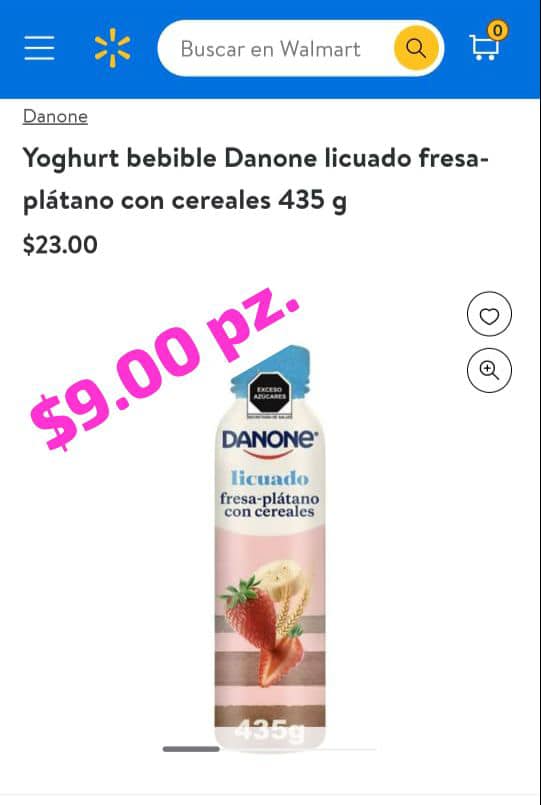 Buscar en Walmart
0
Danone
Yoghurt bebible Danone licuado fresa-
plátano con cereales 435 g
$23.00
$9.00 pz.
EXCESO
AZÚCARES
SECRETARÍA DE SALUD
DANONE
licuado
fresa-plátano
con cereales
435g